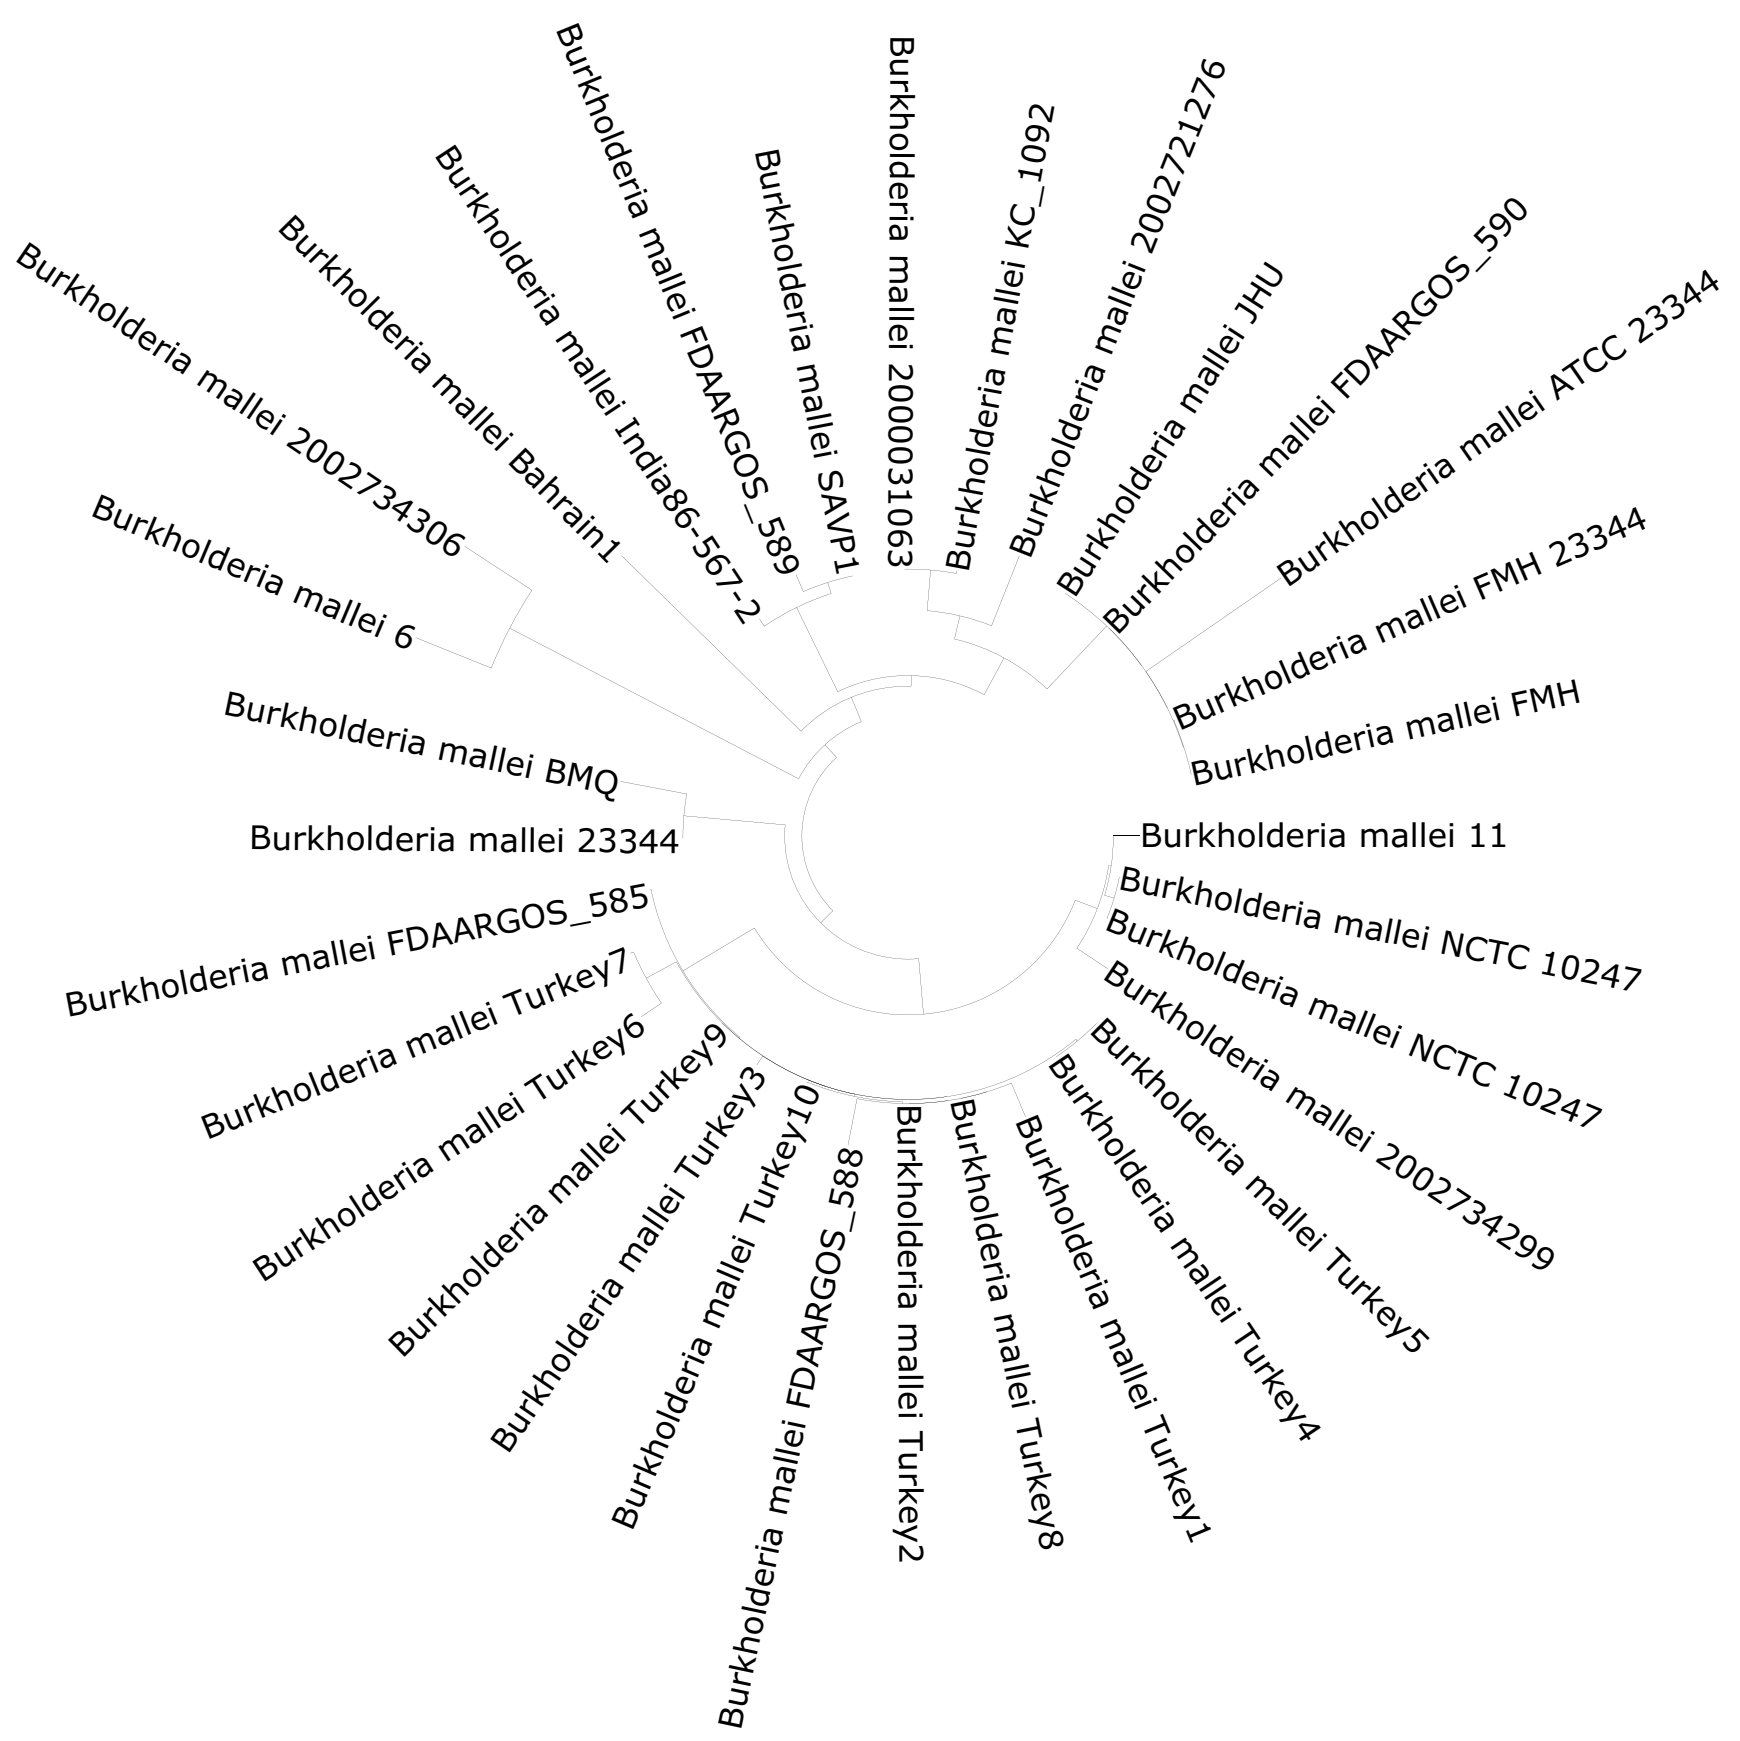 Burkholderia mallei 2000031063
Burkholderia mallei KC_1092
Burkholderia mallei 2002721276
Burkholderia mallei JHU
Burkholderia mallei FDAARGOS_590
Burkholderia mallei ATCC 23344
Burkholderia mallei FMH 23344
Burkholderia mallei FMH
Burkholderia mallei 11
Burkholderia mallei NCTC 10247
Burkholderia mallei NCTC 10247
Burkholderia mallei 2002734299
Burkholderia mallei Turkey5
Burkholderia mallei Turkey4
Burkholderia mallei Turkey1
Burkholderia mallei Turkey8
Burkholderia mallei Turkey2
Burkholderia mallei FDAARGOS_588
Burkholderia mallei Turkey10
Burkholderia mallei Turkey3
Burkholderia mallei Turkey9
Burkholderia mallei Turkey6
Burkholderia mallei Turkey7
Burkholderia mallei FDAARGOS_585
Burkholderia mallei 23344
Burkholderia mallei BMQ
Burkholderia mallei 6
Burkholderia mallei 2002734306
Burkholderia mallei Bahrain1
Burkholderia mallei India86-567-2
Burkholderia mallei FDAARGOS_589
Burkholderia mallei SAVP1